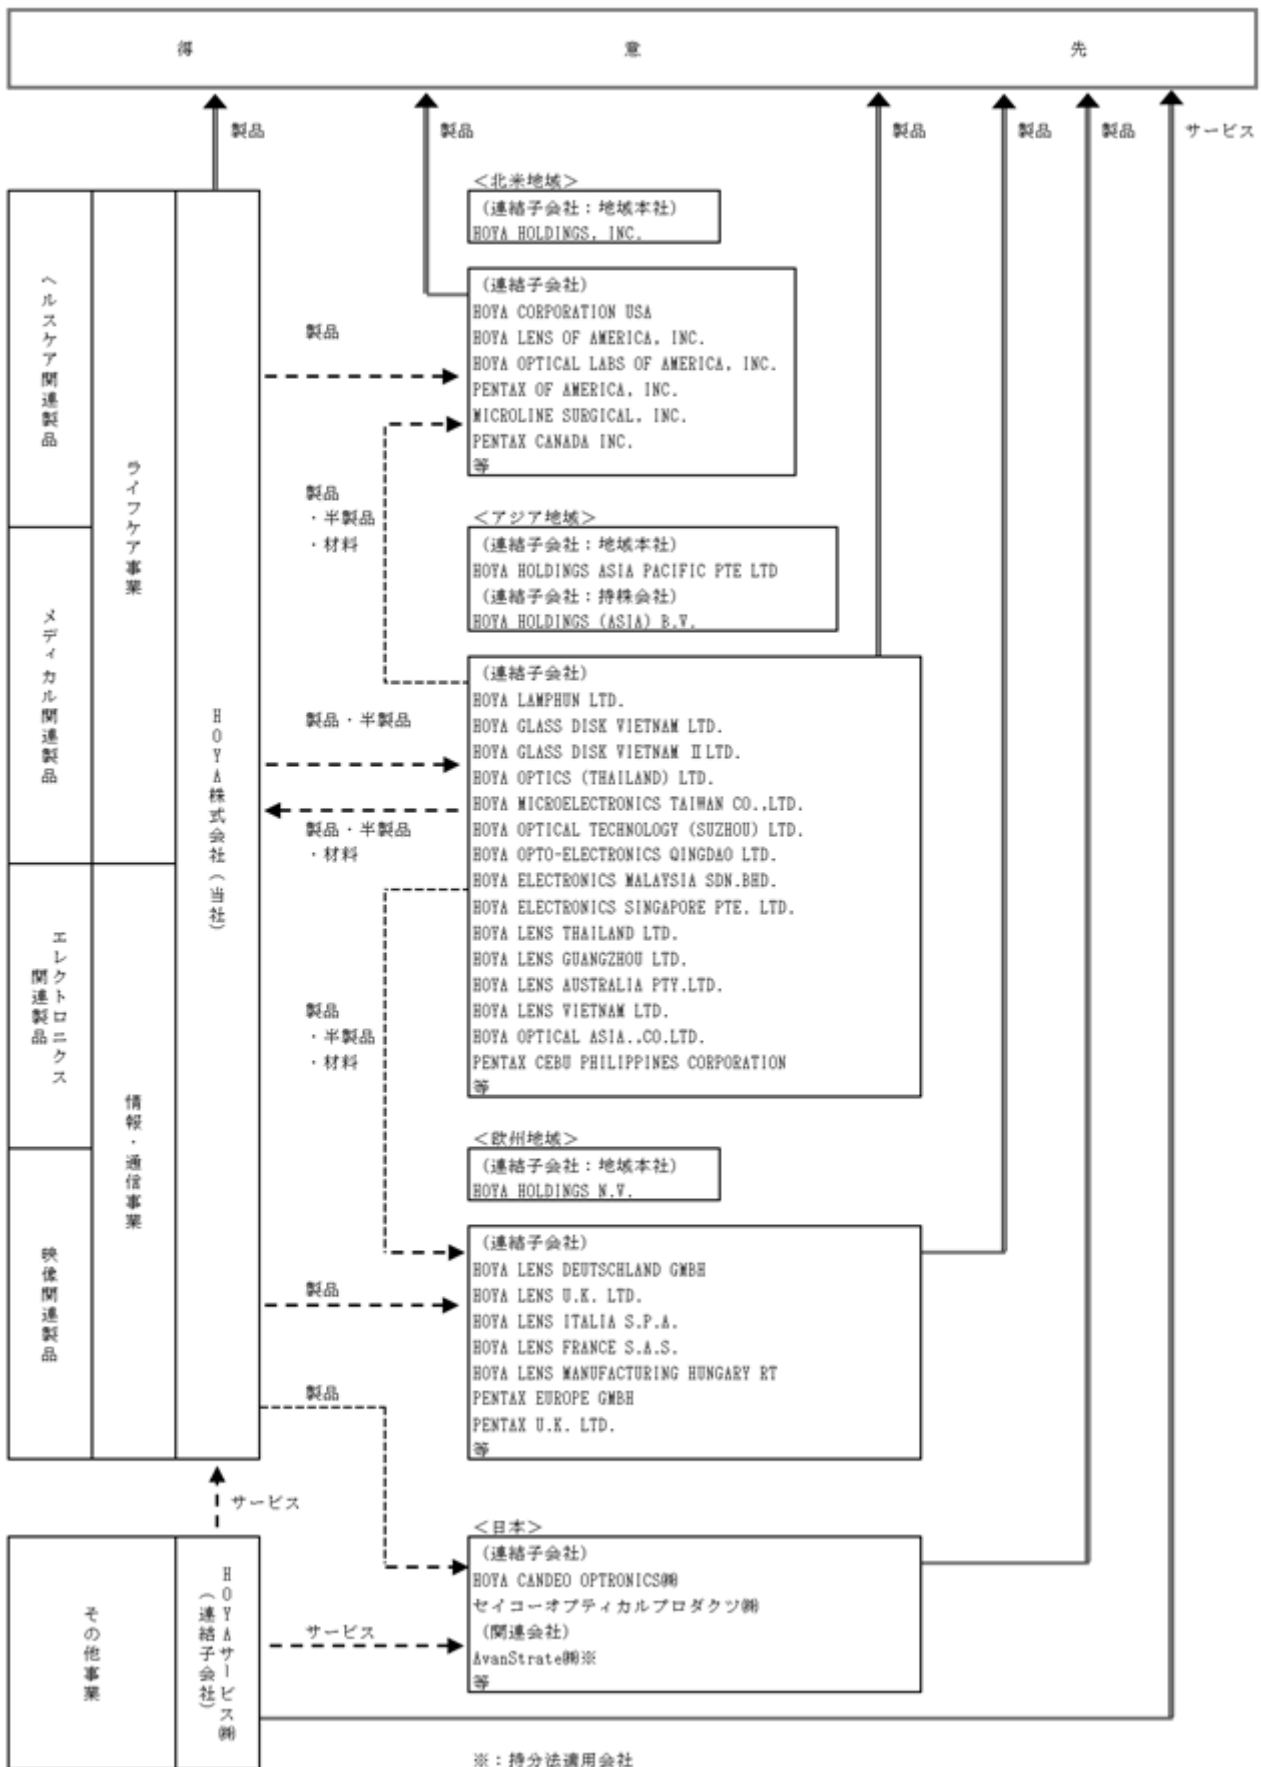 得意先
製品
製品
製品
製品
製品
サービス
ヘルスケア関連製品
メディカル関連製品
エレクトロニクス
関連製品
映像関連製品
ライフケア事業
情報・通信事業
HOYA株式会社(当社)
製品
製品
・半製品
・材料
製品・半製品
製品・半製品
・材料
製品
・半製品
・材料
製品
製品
サービス
<北米地域>
(連結子会社:地域本社)
HOYA HOLDINGS, INC.
(連結子会社)
HOYA CORPORATION USA
HOYA LENS OF AMERICA, INC.
HOYA OPTICAL LABS OF AMERICA, INC.
PENTAX OF AMERICA, INC.
MICROLINE SURGICAL, INC.
PENTAX CANADA INC.
等
<アジア地域>
(連結子会社:地域本社)
HOYA HOLDINGS ASIA PACIFIC PTE LTD
(連結子会社:持株会社)
HOYA HOLDINGS (ASIA) B.V.
(連結子会社)
HOYA LAMPHUN LTD.
HOYA GLASS DISK VIETNAM LTD.
HOYA GLASS DISK VIETNAM ⅡLTD.
HOYA OPTICS (THAILAND) LTD.
HOYA MICROELECTRONICS TAIWAN CO.,LTD.
HOYA OPTICAL TECHNOLOGY (SUZHOU) LTD.
HOYA OPTO-ELECTRONICS QINGDAO LTD.
HOYA ELECTRONICS MALAYSIA SDN.BHD.
HOYA ELECTRONICS SINGAPORE PTE. LTD.
HOYA LENS THAILAND LTD.
HOYA LENS GUANGZHOU LTD.
HOYA LENS AUSTRALIA PTY.LTD.
HOYA LENS VIETNAM LTD.
HOYA OPTICAL ASIA.,CO.LTD.
PENTAX CEBU PHILIPPINES CORPORATION
等
<欧州地域>
(連結子会社:地域本社)
HOYA HOLDINGS N.V.
(連結子会社)
HOYA LENS DEUTSCHLAND GMBH
HOYA LENS U.K. LTD.
HOYA LENS ITALIA S.P.A.
HOYA LENS FRANCE S.A.S.
HOYA LENS MANUFACTURING HUNGARY RT
PENTAX EUROPE GMBH
PENTAX U.K. LTD.
等
<日本>
(連結子会社)
HOYA CANDEO OPTRONICS㈱
セイコーオプティカルプロダクツ㈱
(関連会社)
AvanStrate㈱※
等
その他事業
HOYAサービス㈱
(連結子会社)
サービス
※:持分法適用会社